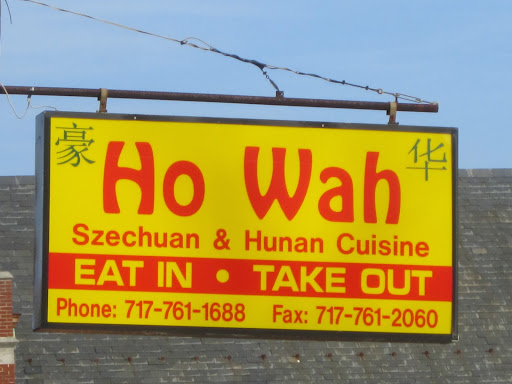 豪 Ho Wah 华
Szechuan & Hunan Cuisine
EAT IN • TAKE OUT
Phone: 717-761-1688 Fax: 717-761-2060